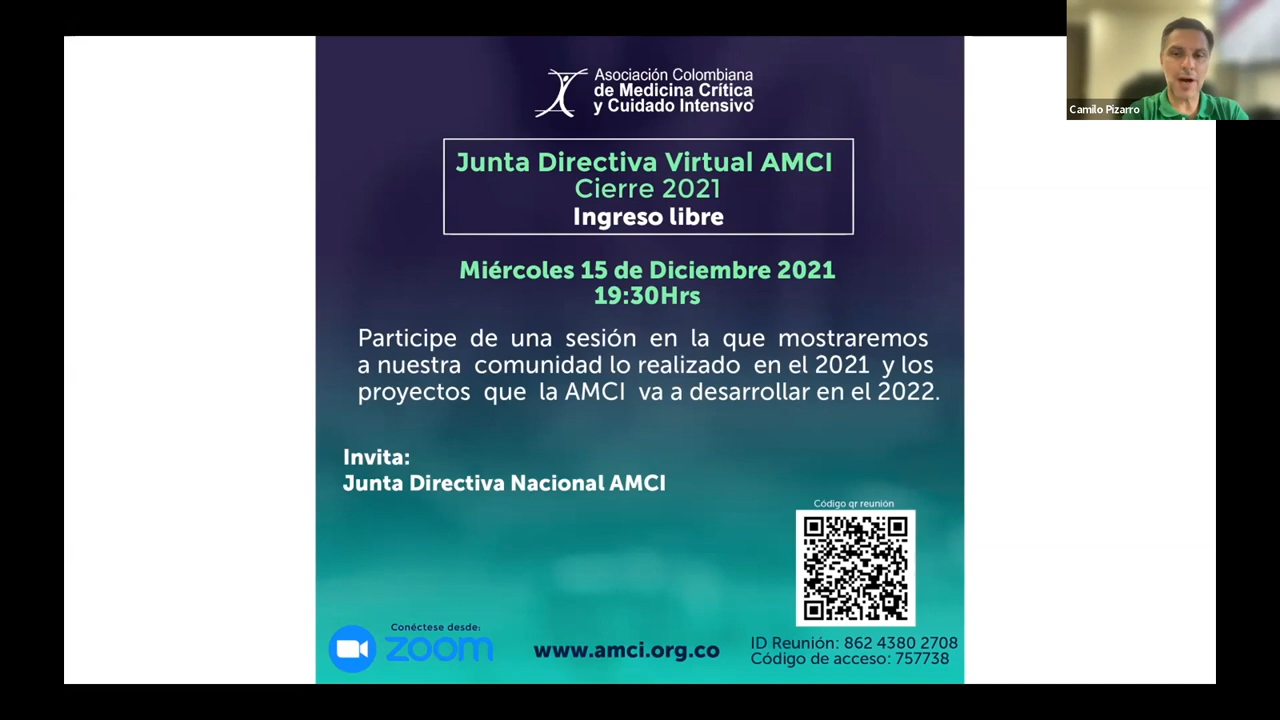 Asociación Colombiana
de Medicina Crítica
y Cuidado Intensivo
Camilo Pizarro
Junta Directiva Virtual AMCI
Cierre 2021
Ingreso libre
Miércoles 15 de Diciembre 2021
19:30Hrs
Participe de una sesión en la que mostraremos
a nuestra comunidad lo realizado en el 2021 y los
proyectos que la AMCI va a desarrollar en el 2022.
Invita:
Junta Directiva Nacional AMCI
Código qr reunión
Conéctese desde:
zoom
www.amci.org.co
ID Reunión: 862 4380 2708
Código de acceso: 757738